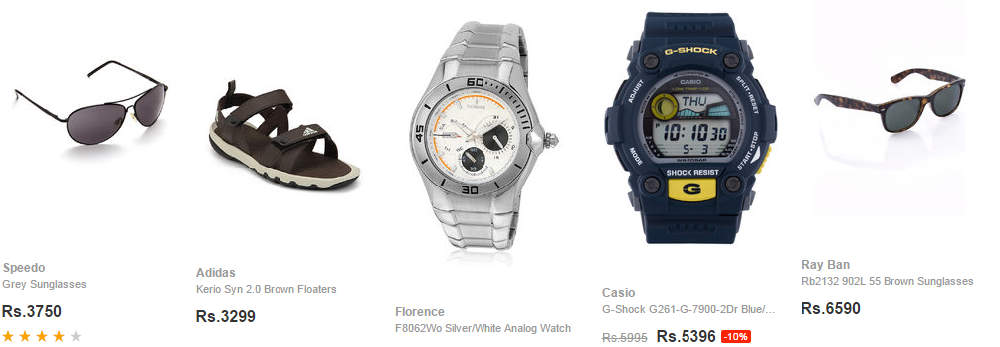 Speedo
Grey Sunglasses
Rs.3750
Adidas
Kerio Syn 2.0 Brown Floaters
Rs.3299
60
45
30
Florence
F8062Wo Silver/White Analog Watch
G-SHOCK
CASIO
ADJUST
SPLIT-RESET
THU
10:10 30
5- 3
MODE
START-STOP
WR20BAR
SHOCK RESIST
G
Casio
G-Shock G261-G-7900-2Dr Blue/...
Rs.5995 Rs.5396 -10%
Ray Ban
Rb2132 902L 55 Brown Sunglasses
Rs.6590